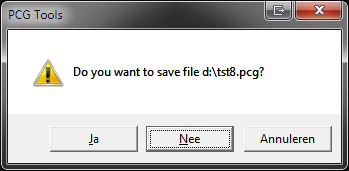 PCG Tools
Do you want to save file d:\tst8.pcg?
Ja Nee Annuleren